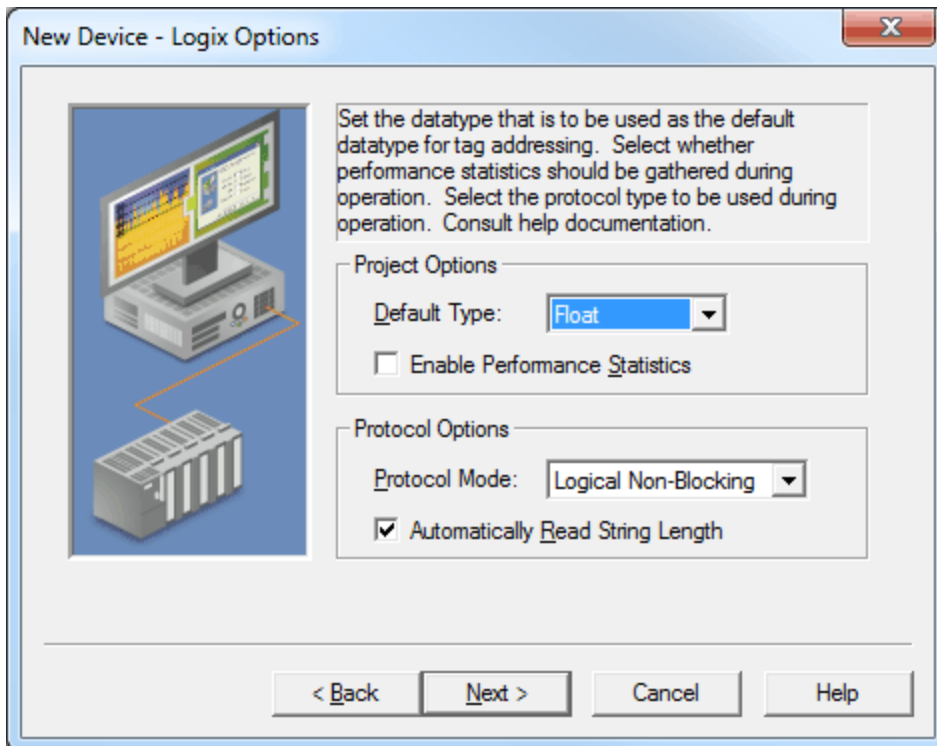 New Device - Logix Options
Set the datatype that is to be used as the default
datatype for tag addressing. Select whether
performance statistics should be gathered during
operation. Select the protocol type to be used during
operation. Consult help documentation.
Project Options
Default Type: Float
Enable Performance Statistics
Protocol Options
Protocol Mode: Logical Non-Blocking
Automatically Read String Length
< Back Next > Cancel Help